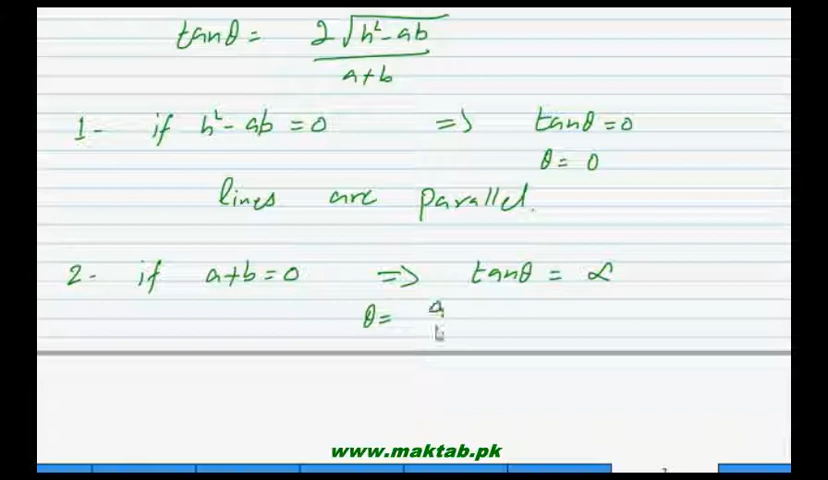 tanθ = 2√h²-ab
a+b
1- if h²- ab = 0 => tanθ = 0
θ = 0
lines are parallel.
2- if a+b = 0 => tanθ = ∝
θ = 9
www.maktab.pk